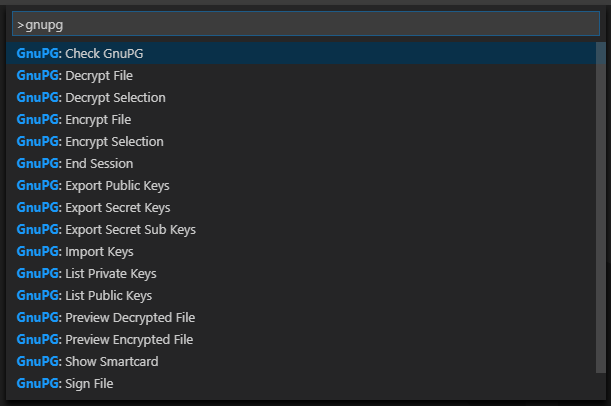 >gnupg
GnuPG: Check GnuPG
GnuPG: Decrypt File
GnuPG: Decrypt Selection
GnuPG: Encrypt File
GnuPG: Encrypt Selection
GnuPG: End Session
GnuPG: Export Public Keys
GnuPG: Export Secret Keys
GnuPG: Export Secret Sub Keys
GnuPG: Import Keys
GnuPG: List Private Keys
GnuPG: List Public Keys
GnuPG: Preview Decrypted File
GnuPG: Preview Encrypted File
GnuPG: Show Smartcard
GnuPG: Sign File